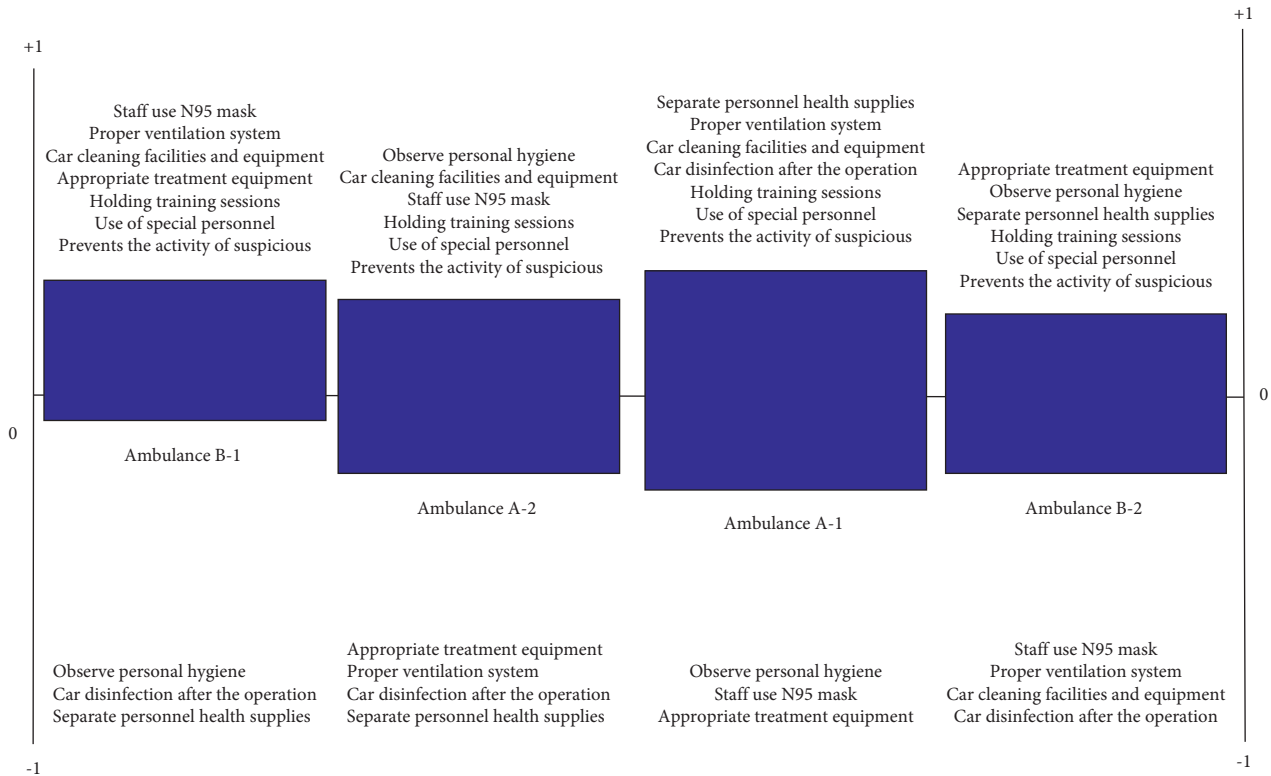 +1
Staff use N95 mask
Proper ventilation system
Car cleaning facilities and equipment
Appropriate treatment equipment
Holding training sessions
Use of special personnel
Prevents the activity of suspicious
Observe personal hygiene
Car cleaning facilities and equipment
Staff use N95 mask
Holding training sessions
Use of special personnel
Prevents the activity of suspicious
Separate personnel health supplies
Proper ventilation system
Car cleaning facilities and equipment
Car disinfection after the operation
Holding training sessions
Use of special personnel
Prevents the activity of suspicious
+1
Appropriate treatment equipment
Observe personal hygiene
Separate personnel health supplies
Holding training sessions
Use of special personnel
Prevents the activity of suspicious
0
0
Ambulance B-1
Ambulance A-2
Ambulance A-1
Ambulance B-2
Observe personal hygiene
Car disinfection after the operation
Separate personnel health supplies
Appropriate treatment equipment
Proper ventilation system
Car disinfection after the operation
Separate personnel health supplies
Observe personal hygiene
Staff use N95 mask
Appropriate treatment equipment
Staff use N95 mask
Proper ventilation system
Car cleaning facilities and equipment
Car disinfection after the operation
-1
-1